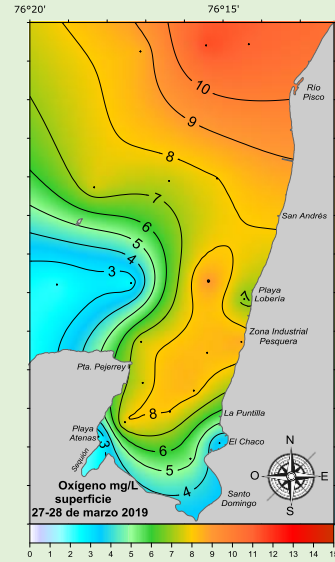 76°20' 76°15'
10
Río
Pisco
9
8
7
San Andrés
6
5
4
3
Playa
Lobería
7
Zona Industrial
Pesquera
Pta. Pejerrey
8
La Puntilla
Playa
Atenas
3
El Chaco
6
5
Sequión
4
Santo
Domingo
N
O E
S
Oxígeno mg/L
superficie
27-28 de marzo 2019
0 1 2 3 4 5 6 7 8 9 10 11 12 13 14 15